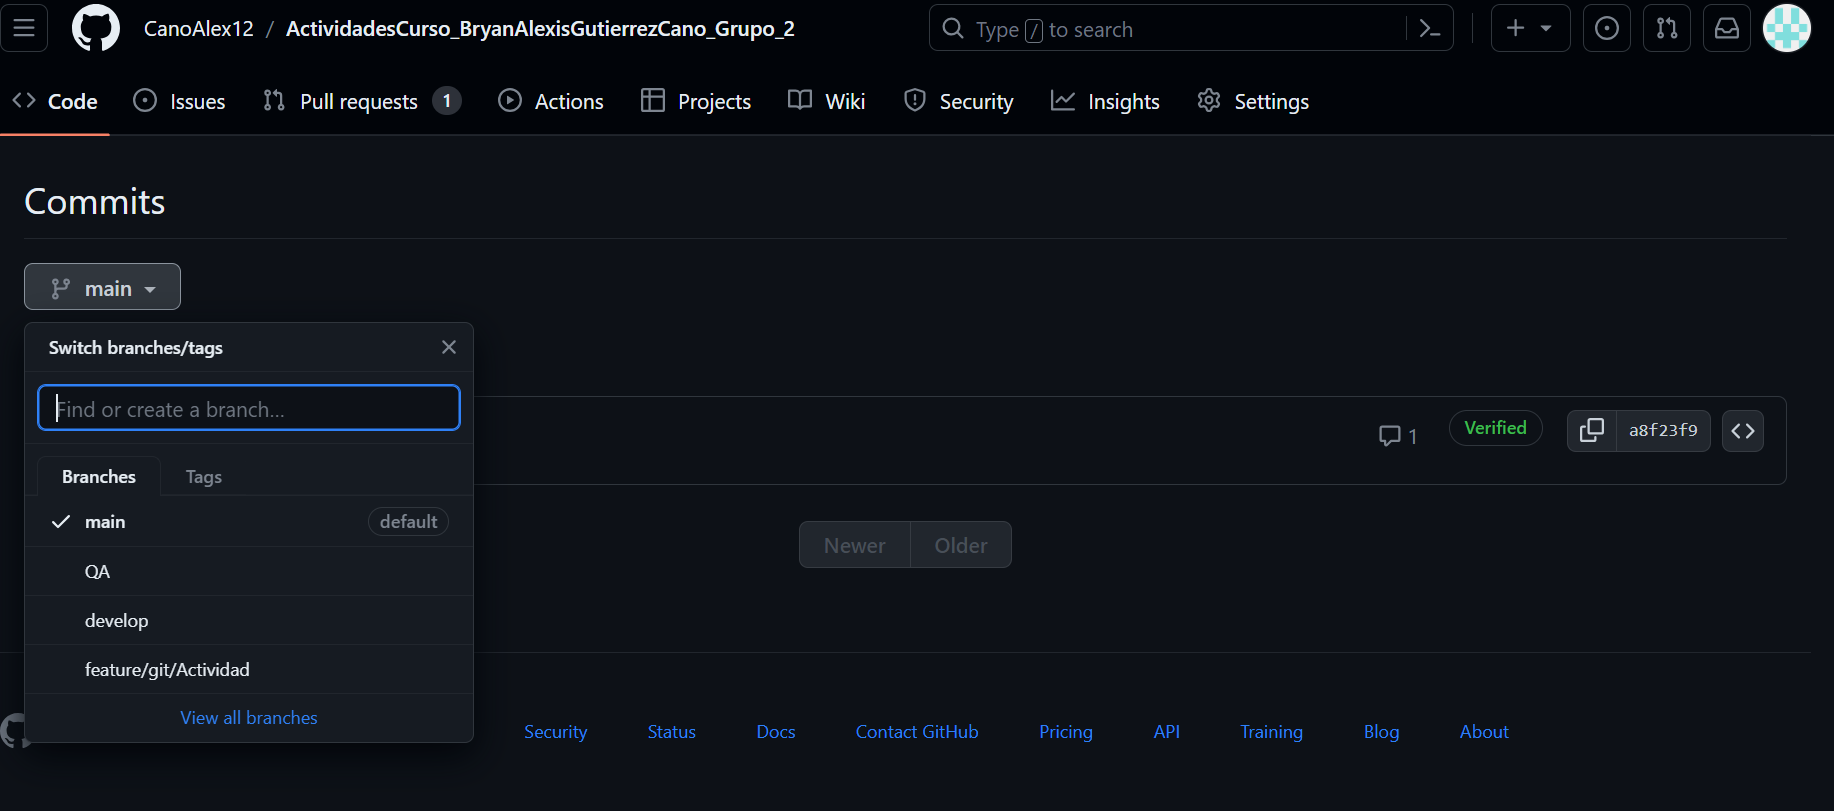 CanoAlex12 / ActividadesCurso_BryanAlexisGutierrezCano_Grupo_2
Type / to search
Code Issues Pull requests 1 Actions Projects Wiki Security Insights Settings
Commits
main
Switch branches/tags
Find or create a branch...
1 Verified a8f23f9
Branches Tags
main default
Newer Older
QA
develop
feature/git/Actividad
View all branches
Security Status Docs Contact GitHub Pricing API Training Blog About